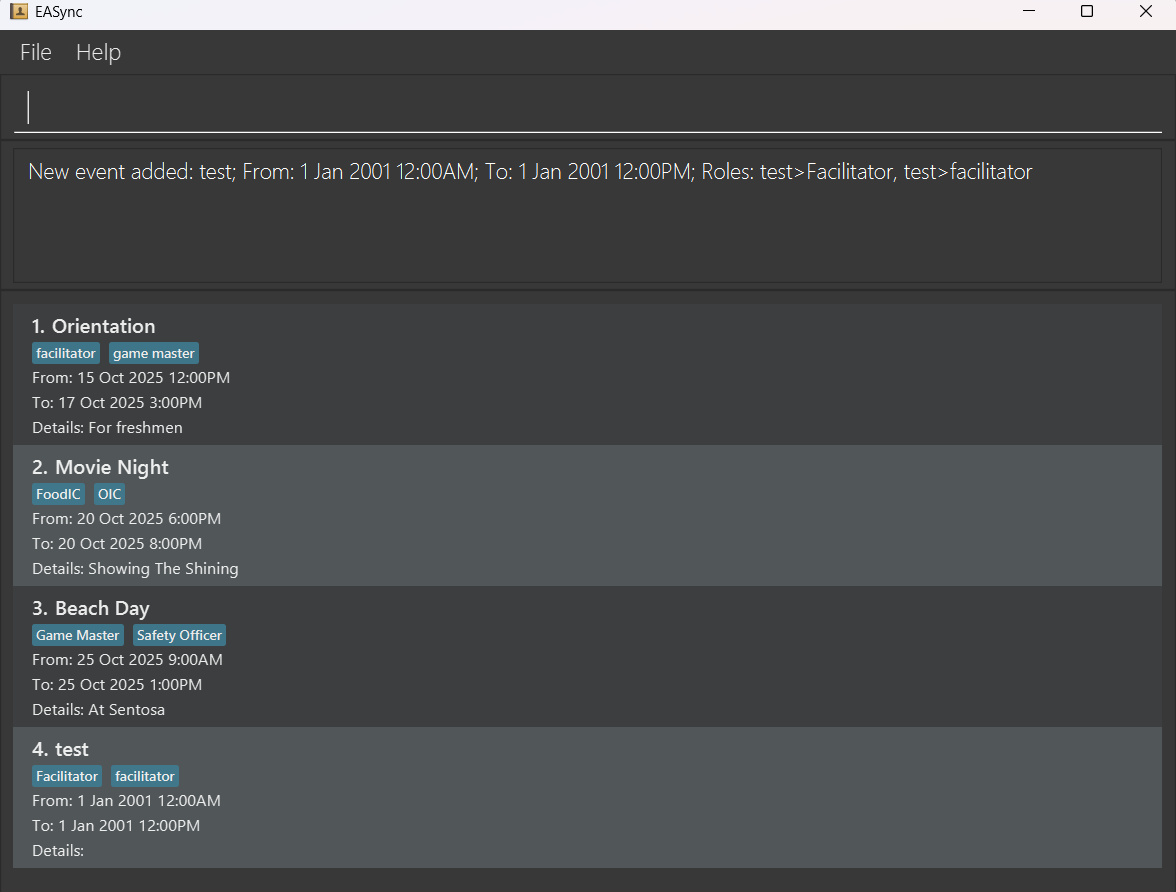 EASync
File Help
New event added: test; From: 1 Jan 2001 12:00AM; To: 1 Jan 2001 12:00PM; Roles: test>Facilitator, test>facilitator
1. Orientation
facilitator game master
From: 15 Oct 2025 12:00PM
To: 17 Oct 2025 3:00PM
Details: For freshmen
2. Movie Night
FoodIC OIC
From: 20 Oct 2025 6:00PM
To: 20 Oct 2025 8:00PM
Details: Showing The Shining
3. Beach Day
Game Master Safety Officer
From: 25 Oct 2025 9:00AM
To: 25 Oct 2025 1:00PM
Details: At Sentosa
4. test
Facilitator facilitator
From: 1 Jan 2001 12:00AM
To: 1 Jan 2001 12:00PM
Details: